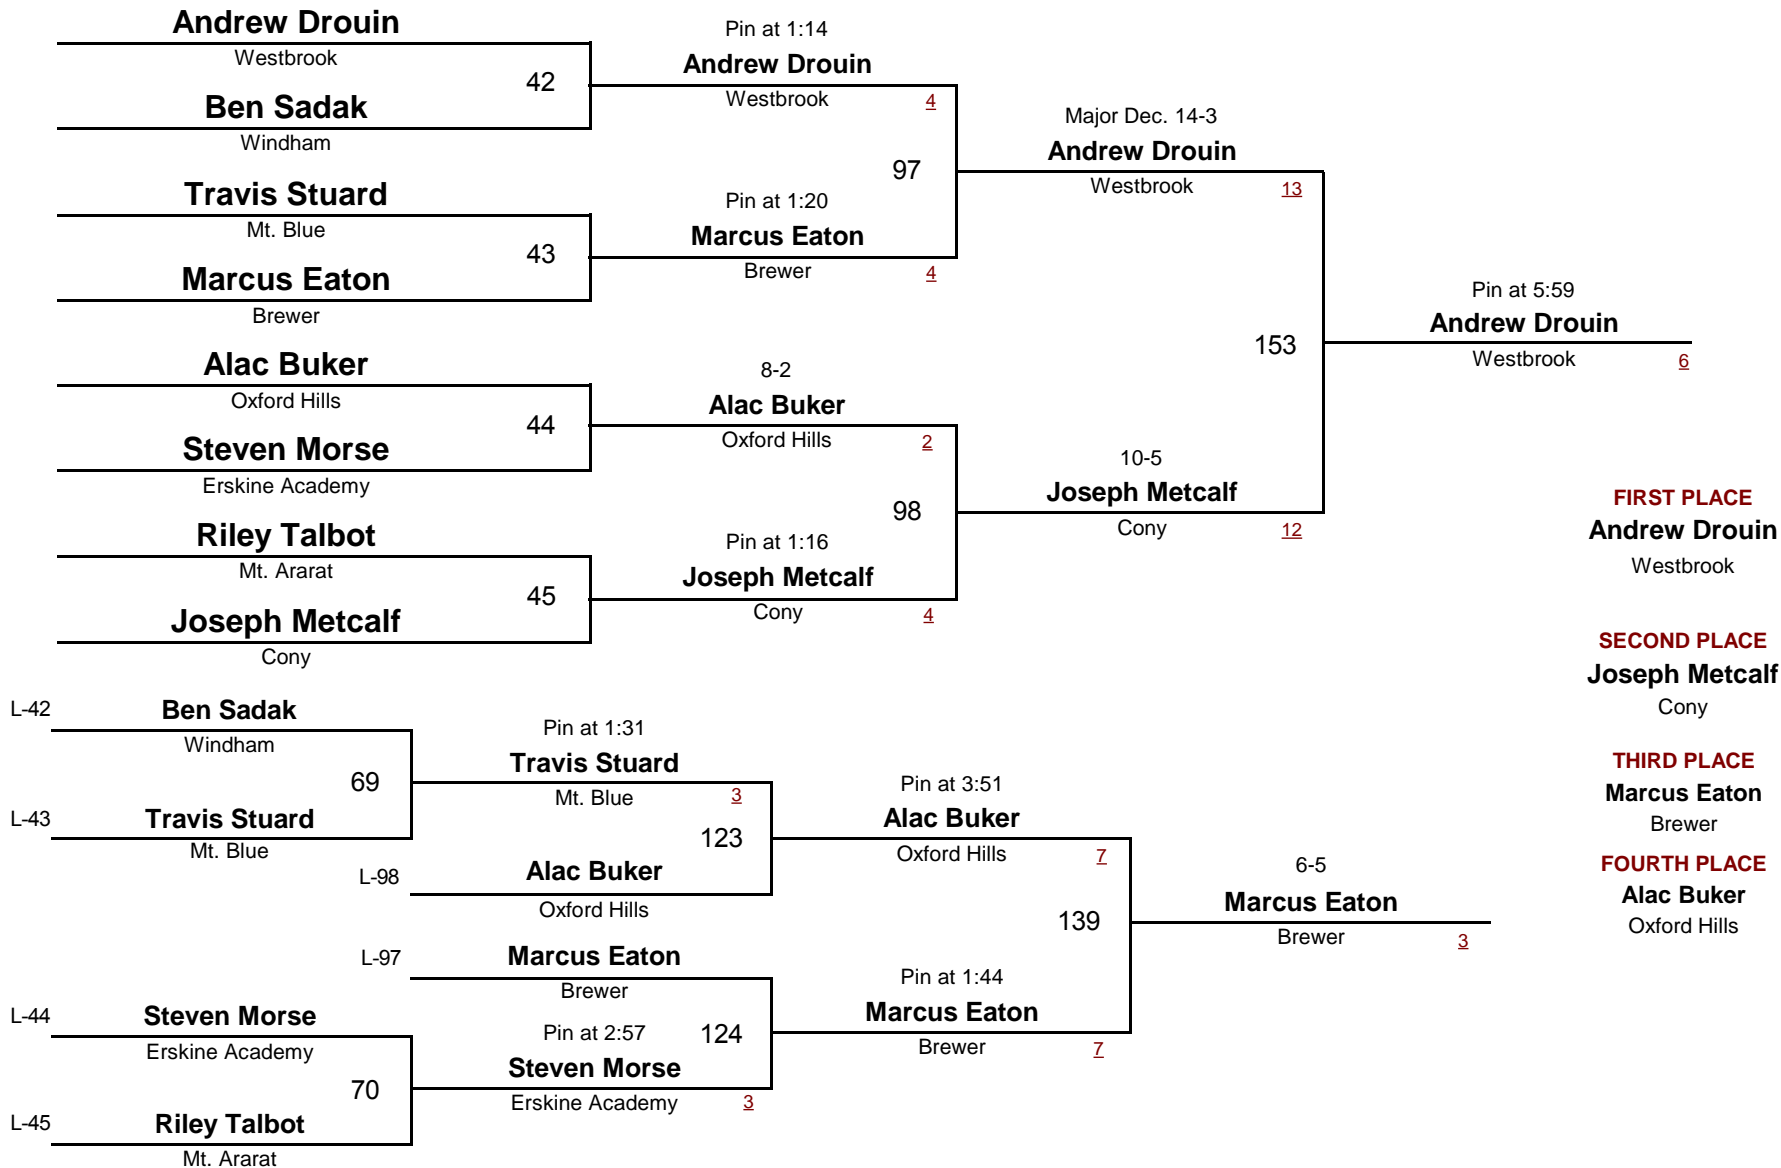 Andrew Drouin
Westbrook
42
Ben Sadak
Windham
Travis Stuard
Mt. Blue
43
Marcus Eaton
Brewer
Alac Buker
Oxford Hills
44
Steven Morse
Erskine Academy
Riley Talbot
Mt. Ararat
45
Joseph Metcalf
Cony
Pin at 1:14
Andrew Drouin
Westbrook 4
97
Pin at 1:20
Marcus Eaton
Brewer 4
8-2
Alac Buker
Oxford Hills 2
98
Pin at 1:16
Joseph Metcalf
Cony 4
Major Dec. 14-3
Andrew Drouin
Westbrook 13
153
10-5
Joseph Metcalf
Cony 12
Pin at 5:59
Andrew Drouin
Westbrook 6
FIRST PLACE
Andrew Drouin
Westbrook
SECOND PLACE
Joseph Metcalf
Cony
THIRD PLACE
Marcus Eaton
Brewer
FOURTH PLACE
Alac Buker
Oxford Hills
L-42 Ben Sadak
Windham
69
L-43 Travis Stuard
Mt. Blue
Pin at 1:31
Travis Stuard
Mt. Blue 3
123
L-98 Alac Buker
Oxford Hills
L-97 Marcus Eaton
Brewer
124
L-44 Steven Morse
Erskine Academy
70
L-45 Riley Talbot
Mt. Ararat
Pin at 2:57
Steven Morse
Erskine Academy 3
Pin at 3:51
Alac Buker
Oxford Hills 7
139
Pin at 1:44
Marcus Eaton
Brewer 7
6-5
Marcus Eaton
Brewer 3